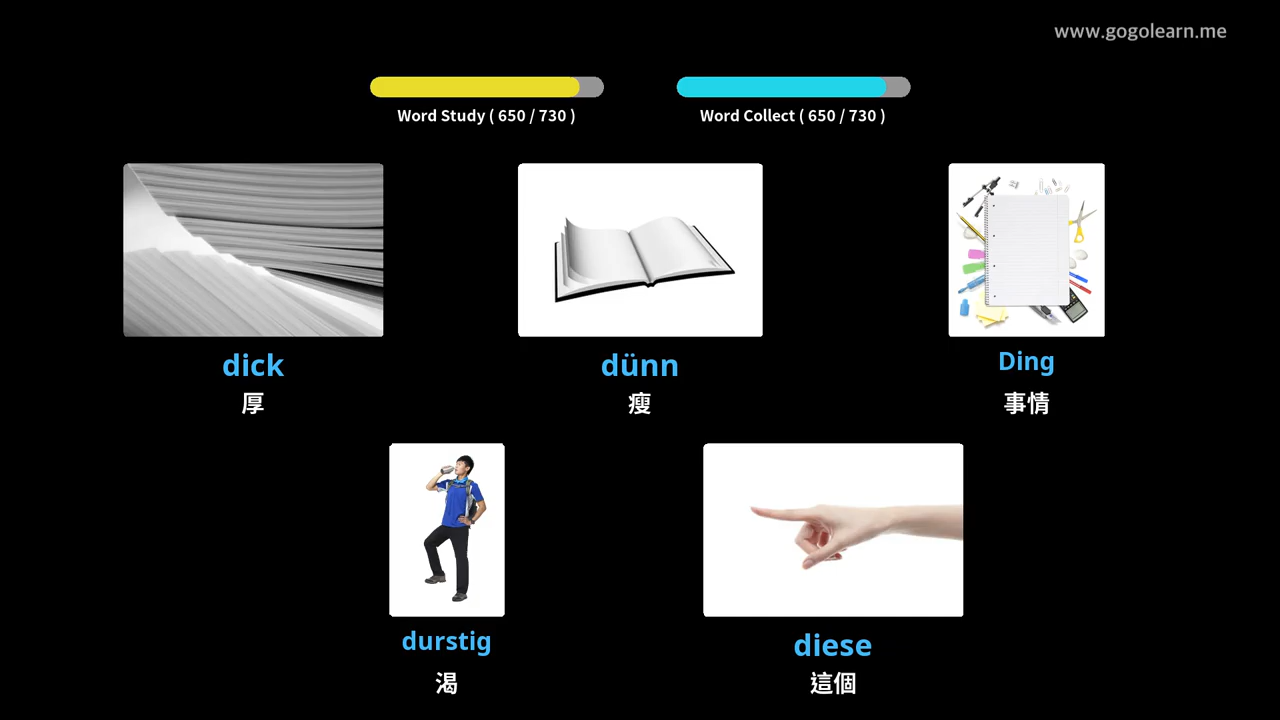 www.gogolearn.me
Word Study ( 650 / 730 )
Word Collect ( 650 / 730 )
dick
厚
dünn
瘦
Ding
事情
durstig
渴
diese
這個